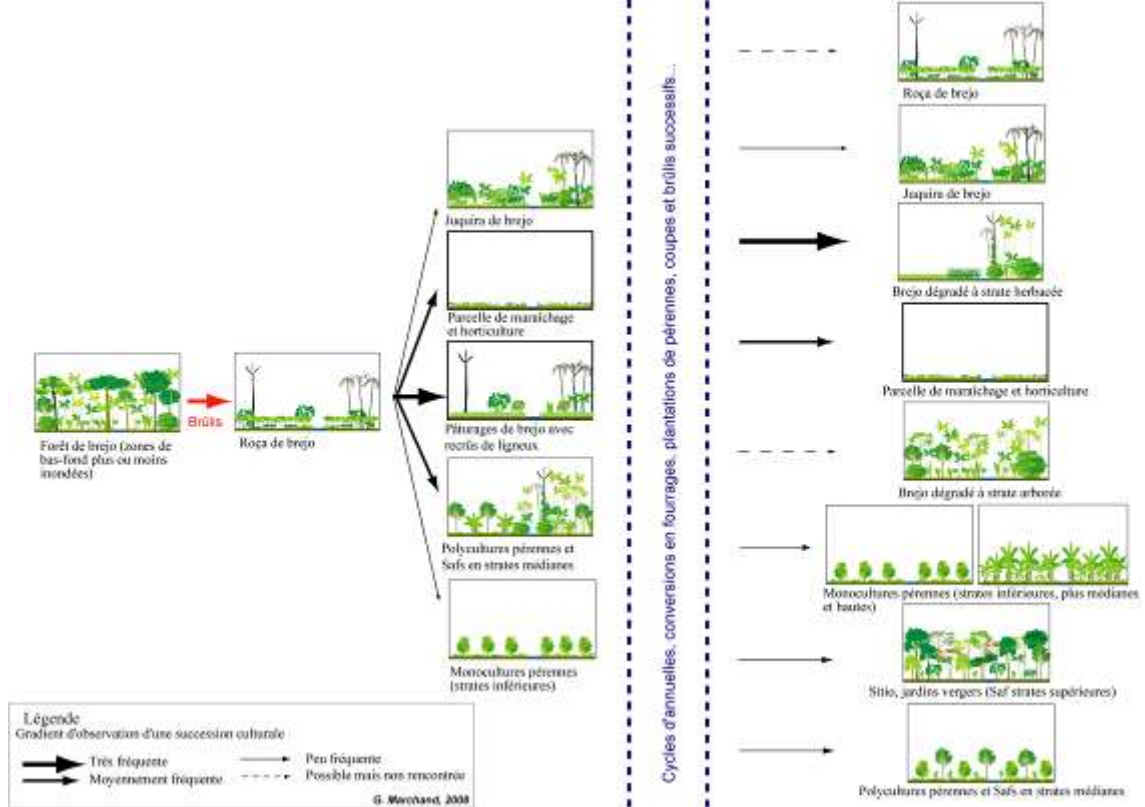 Forêt de brejo (zones de
bas-fond plus ou moins
inondées)
Brûlis
Roça de brejo
Juquira de brejo
Parcelle de maraîchage
et horticulture
Pâturages de brejo avec
recrûs de ligneux
Polycultures pérennes et
Safs en strates médianes
Monocultures pérennes
(strates inférieures)
Cycles d'annuelles, conversions en fourrages, plantations de pérennes, coupes et brûlis successifs...
Roça de brejo
Juquira de brejo
Brejo dégradé à strate herbacée
Parcelle de maraîchage et horticulture
Brejo dégradé à strate arborée
Monocultures pérennes (strates inférieures, plus médianes
et hautes)
Sitio, jardins vergers (Saf strates supérieures)
Polycultures pérennes et Safs en strates médianes
Légende
Gradient d'observation d'une succession culturale
Très fréquente
Moyennement fréquente
Peu fréquente
Possible mais non rencontrée
G. Marchand, 2008